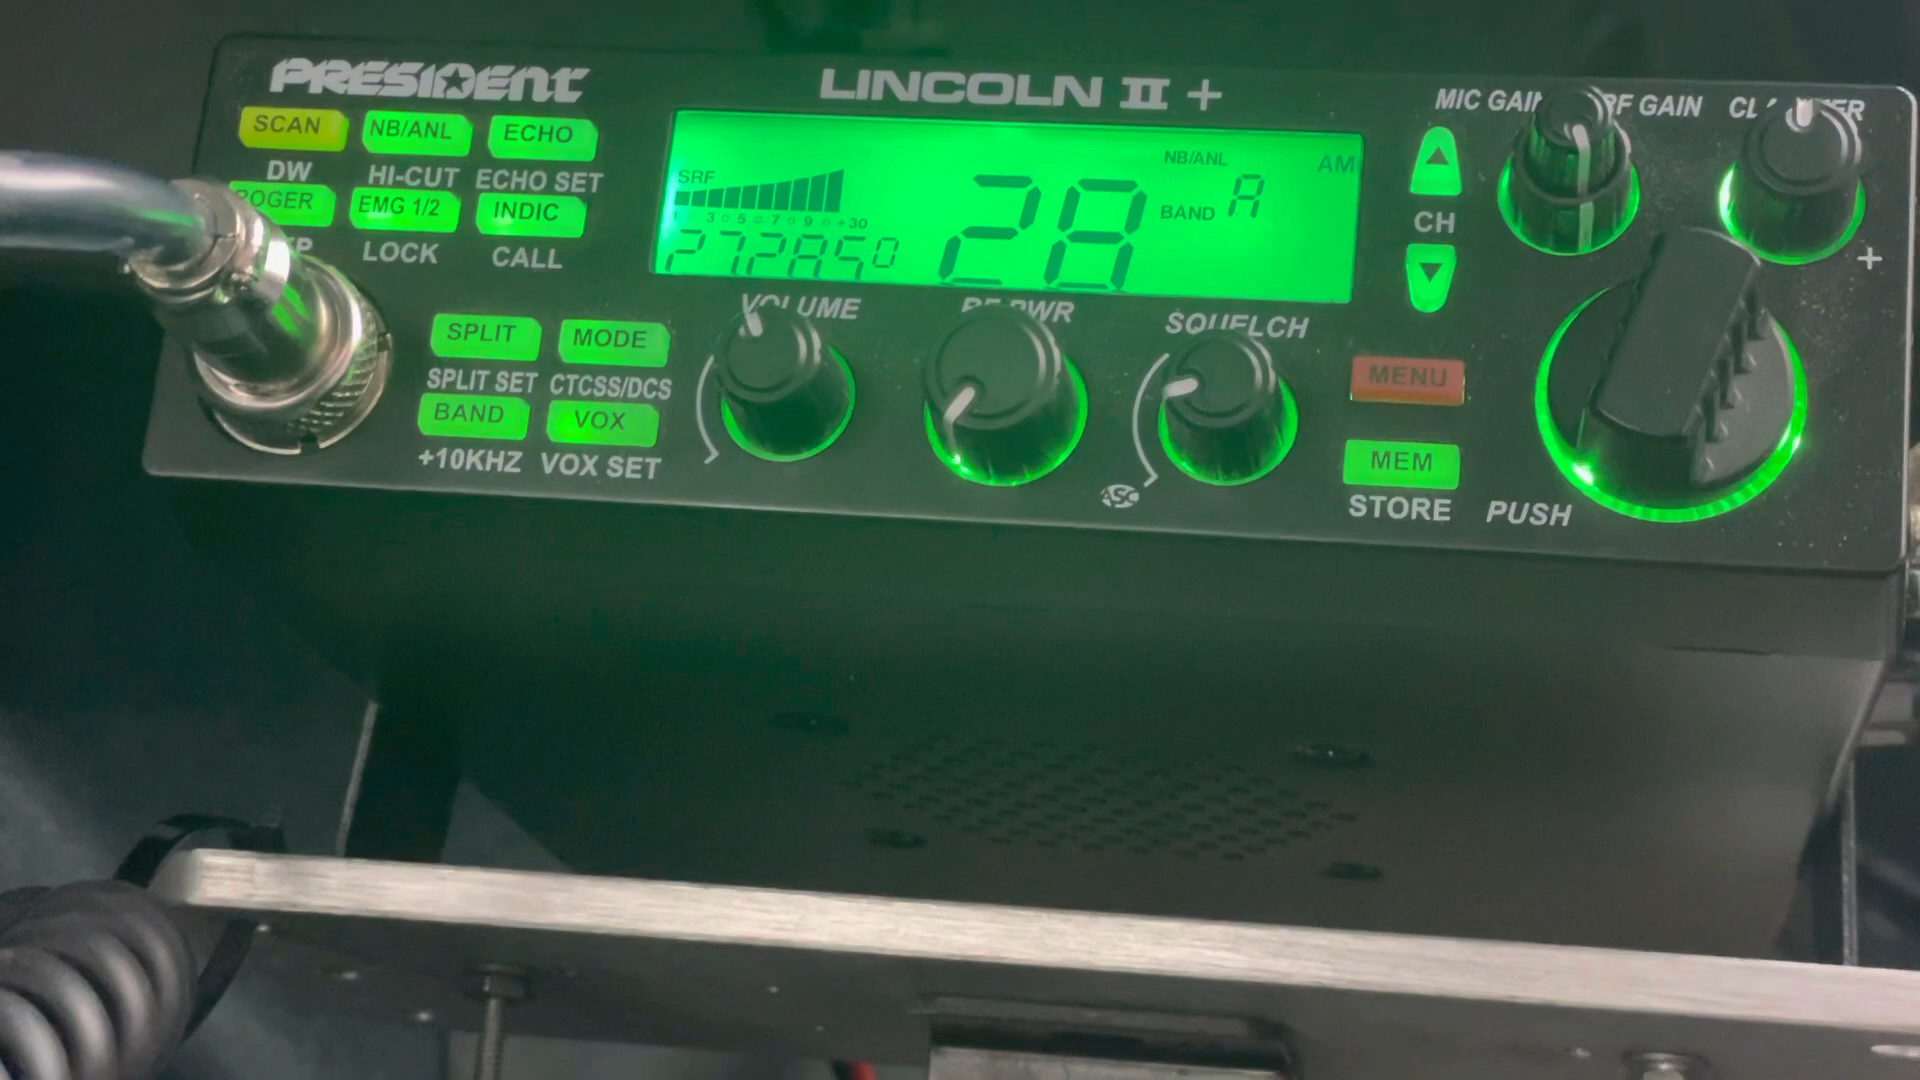 PRESIDENT LINCOLN II +
SCAN NB/ANL ECHO
DW HI-CUT ECHO SET
ROGER EMG 1/2 INDIC
LOCK CALL
SPLIT MODE
SPLIT SET CTCSS/DCS
BAND VOX
+10KHZ VOX SET
SRF
1 3 5 7 9 +30
272850
28
NB/ANL
BAND A
AM
VOLUME RF PWR SQUELCH
ASC
MIC GAIN RF GAIN
CH
+
MENU
MEM
STORE PUSH